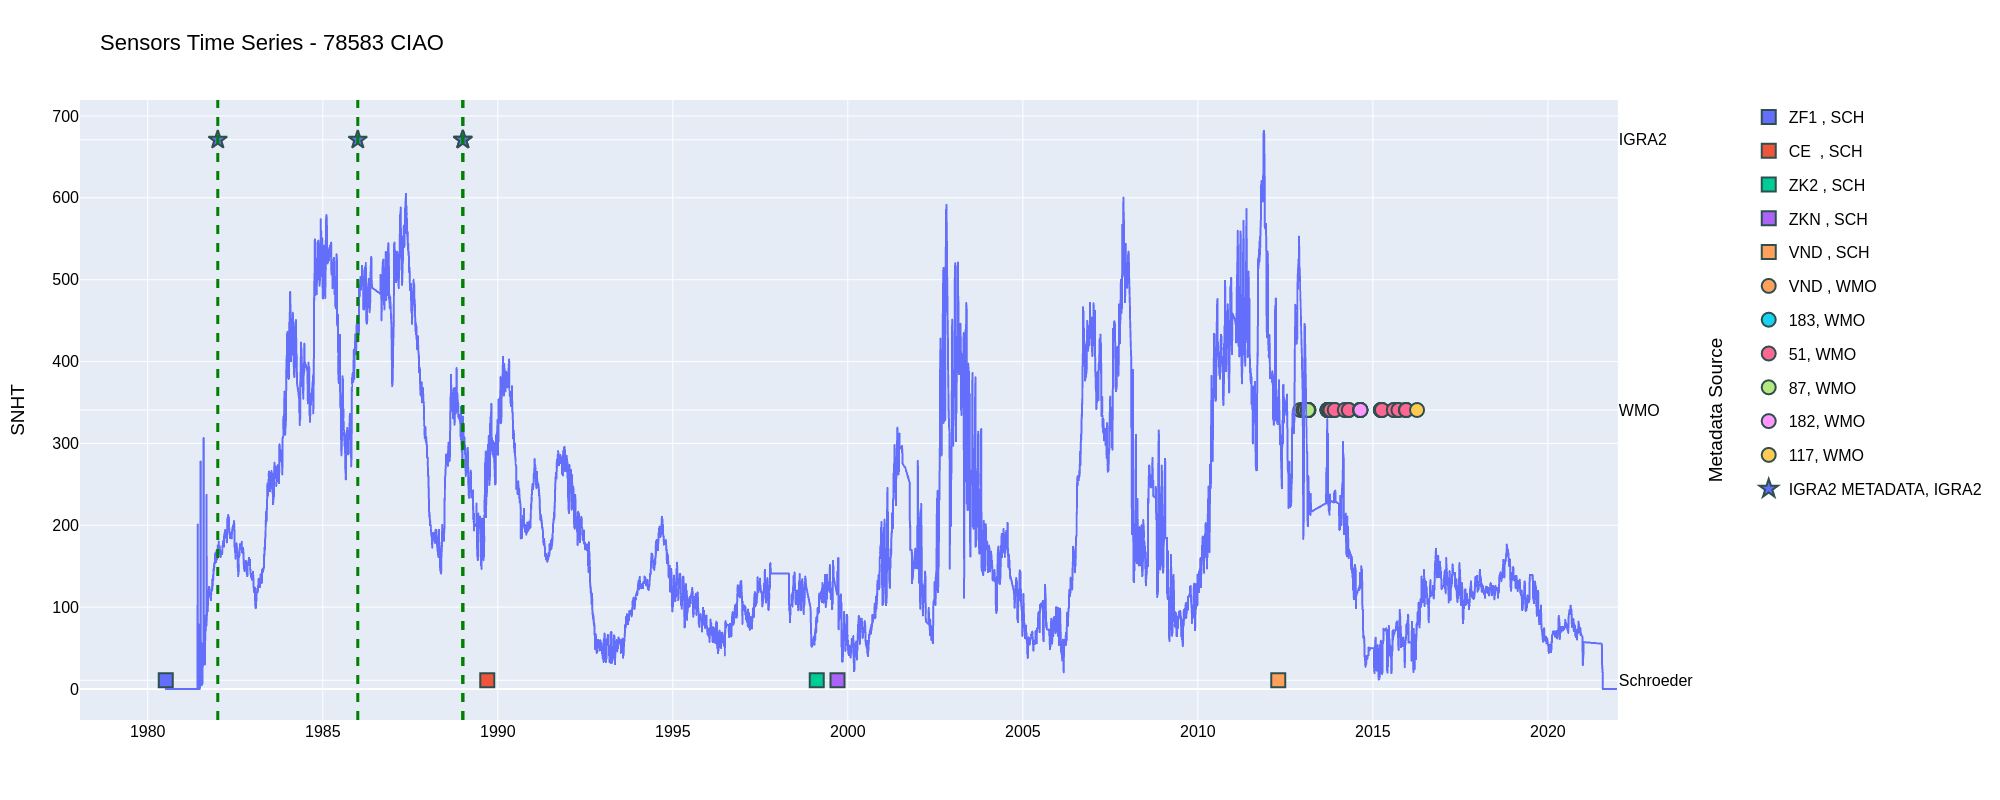 Sensors Time Series - 78583 CIAO
SNHT
700
600
500
400
300
200
100
0
1980
1985
1990
1995
2000
2005
2010
2015
2020
IGRA2
WMO
Schroeder
Metadata Source
ZF1 , SCH
CE  , SCH
ZK2 , SCH
ZKN , SCH
VND , SCH
VND , WMO
183, WMO
51, WMO
87, WMO
182, WMO
117, WMO
IGRA2 METADATA, IGRA2